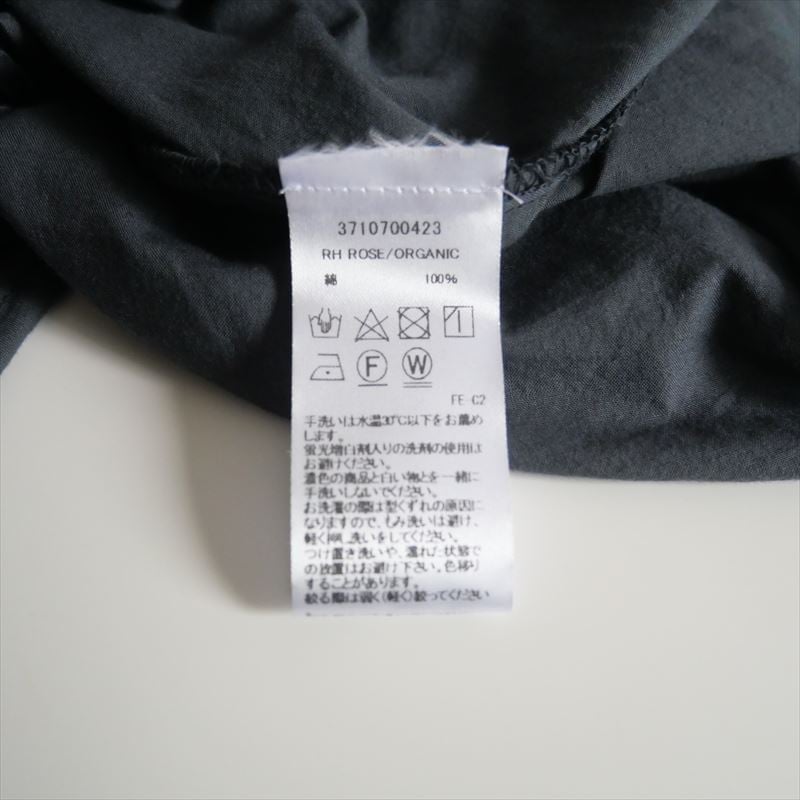 3710700423
RH ROSE/ORGANIC
綿 100%
F W
FE-C2
手洗いは水温30℃以下をお薦め
します。
蛍光増白剤入りの洗剤の使用は
お避けください。
濃色の商品と白い物とを一緒に
手洗いしないでください。
お洗濯の際は型くずれの原因に
なりますので、もみ洗いは避け、
軽く押し洗いをしてください。
つけ置き洗いや、濡れた状態で
の放置はお避け下さい。色移り
することがあります。
絞る際は弱く(軽く)絞ってください